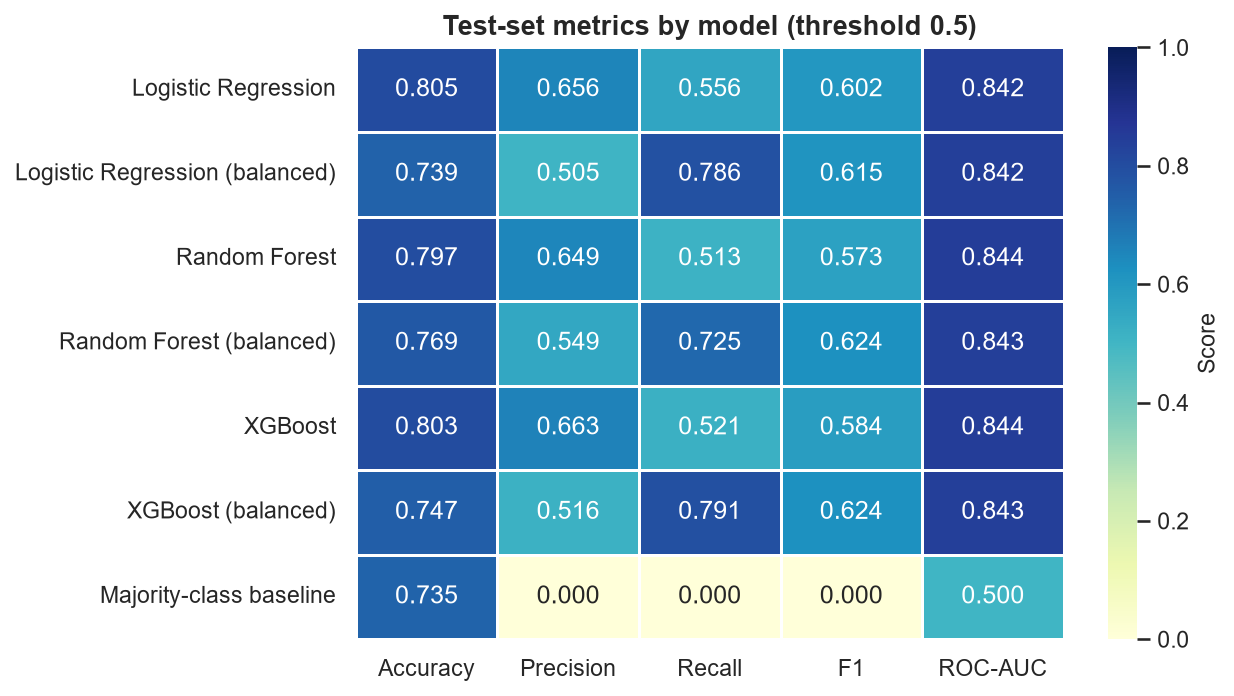 Test-set metrics by model (threshold 0.5)
Logistic Regression 0.805 0.656 0.556 0.602 0.842
Logistic Regression (balanced) 0.739 0.505 0.786 0.615 0.842
Random Forest 0.797 0.649 0.513 0.573 0.844
Random Forest (balanced) 0.769 0.549 0.725 0.624 0.843
XGBoost 0.803 0.663 0.521 0.584 0.844
XGBoost (balanced) 0.747 0.516 0.791 0.624 0.843
Majority-class baseline 0.735 0.000 0.000 0.000 0.500
Accuracy Precision Recall F1 ROC-AUC
1.0
0.8
0.6
0.4
0.2
0.0
Score